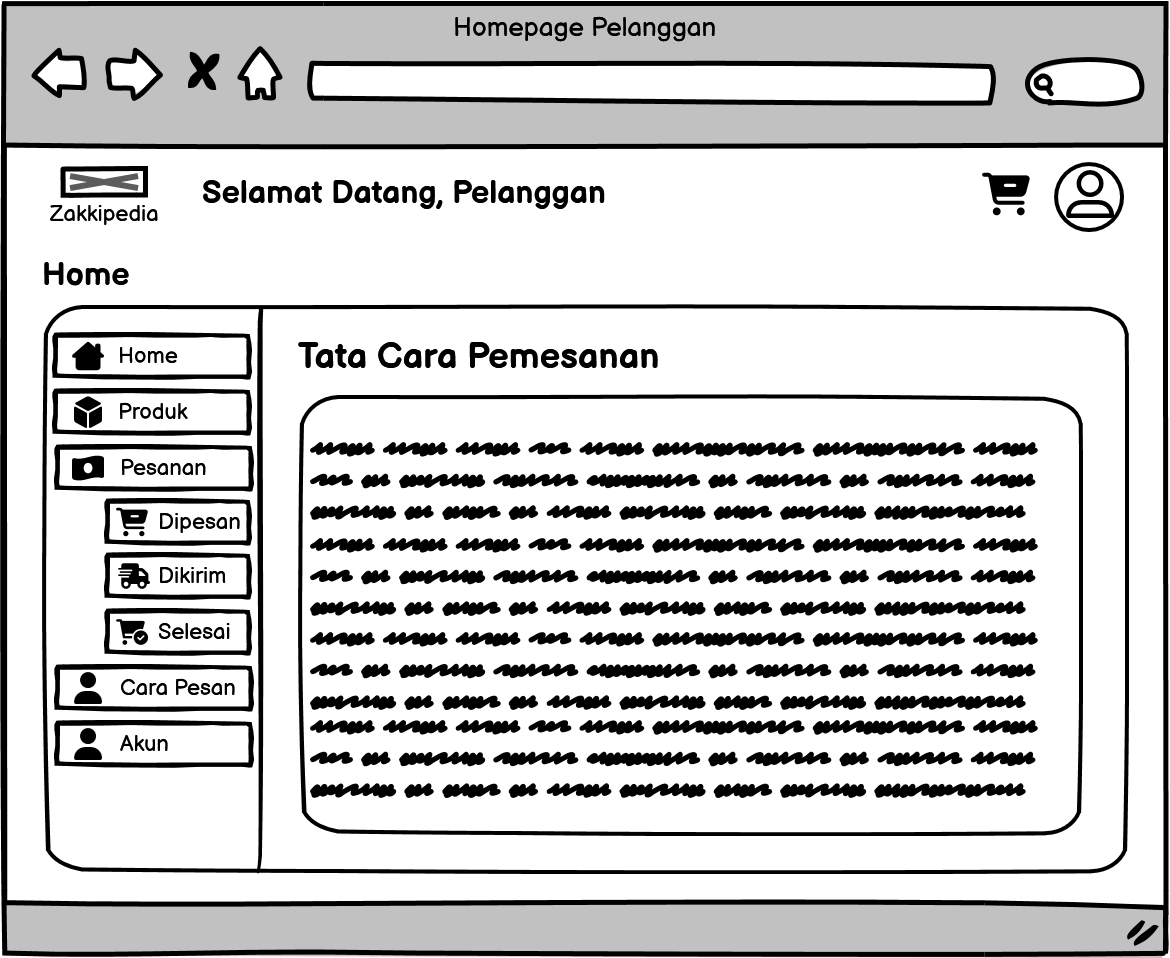 Homepage Pelanggan
Zakkipedia
Selamat Datang, Pelanggan
Home
Home
Produk
Pesanan
Dipesan
Dikirim
Selesai
Cara Pesan
Akun
Tata Cara Pemesanan